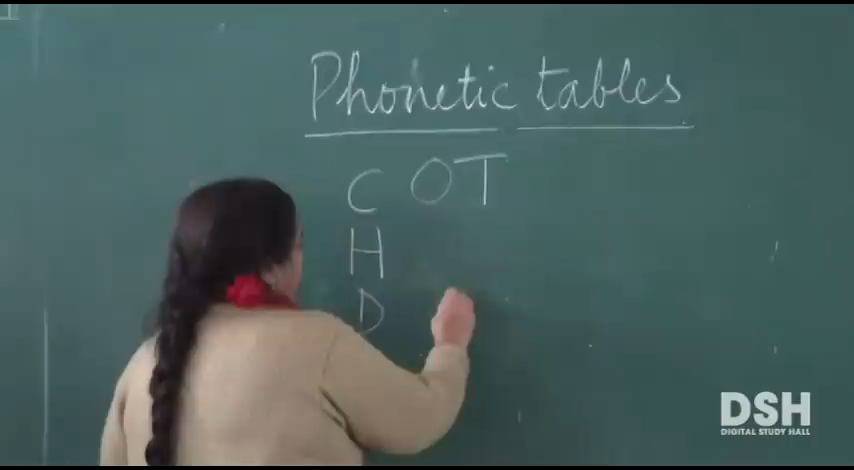 Phonetic tables
C OT
H
D
DSH
DIGITAL STUDY HALL